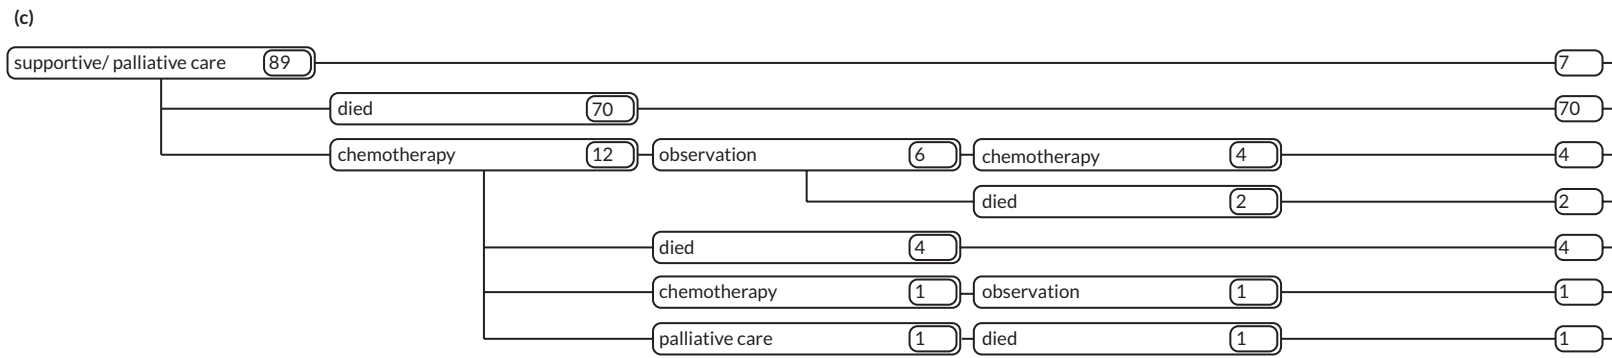 (c)
supportive/ palliative care 89 7
died 70 70
chemotherapy 12 observation 6 chemotherapy 4 4
died 2 2
died 4 4
chemotherapy 1 observation 1 1
palliative care 1 died 1 1